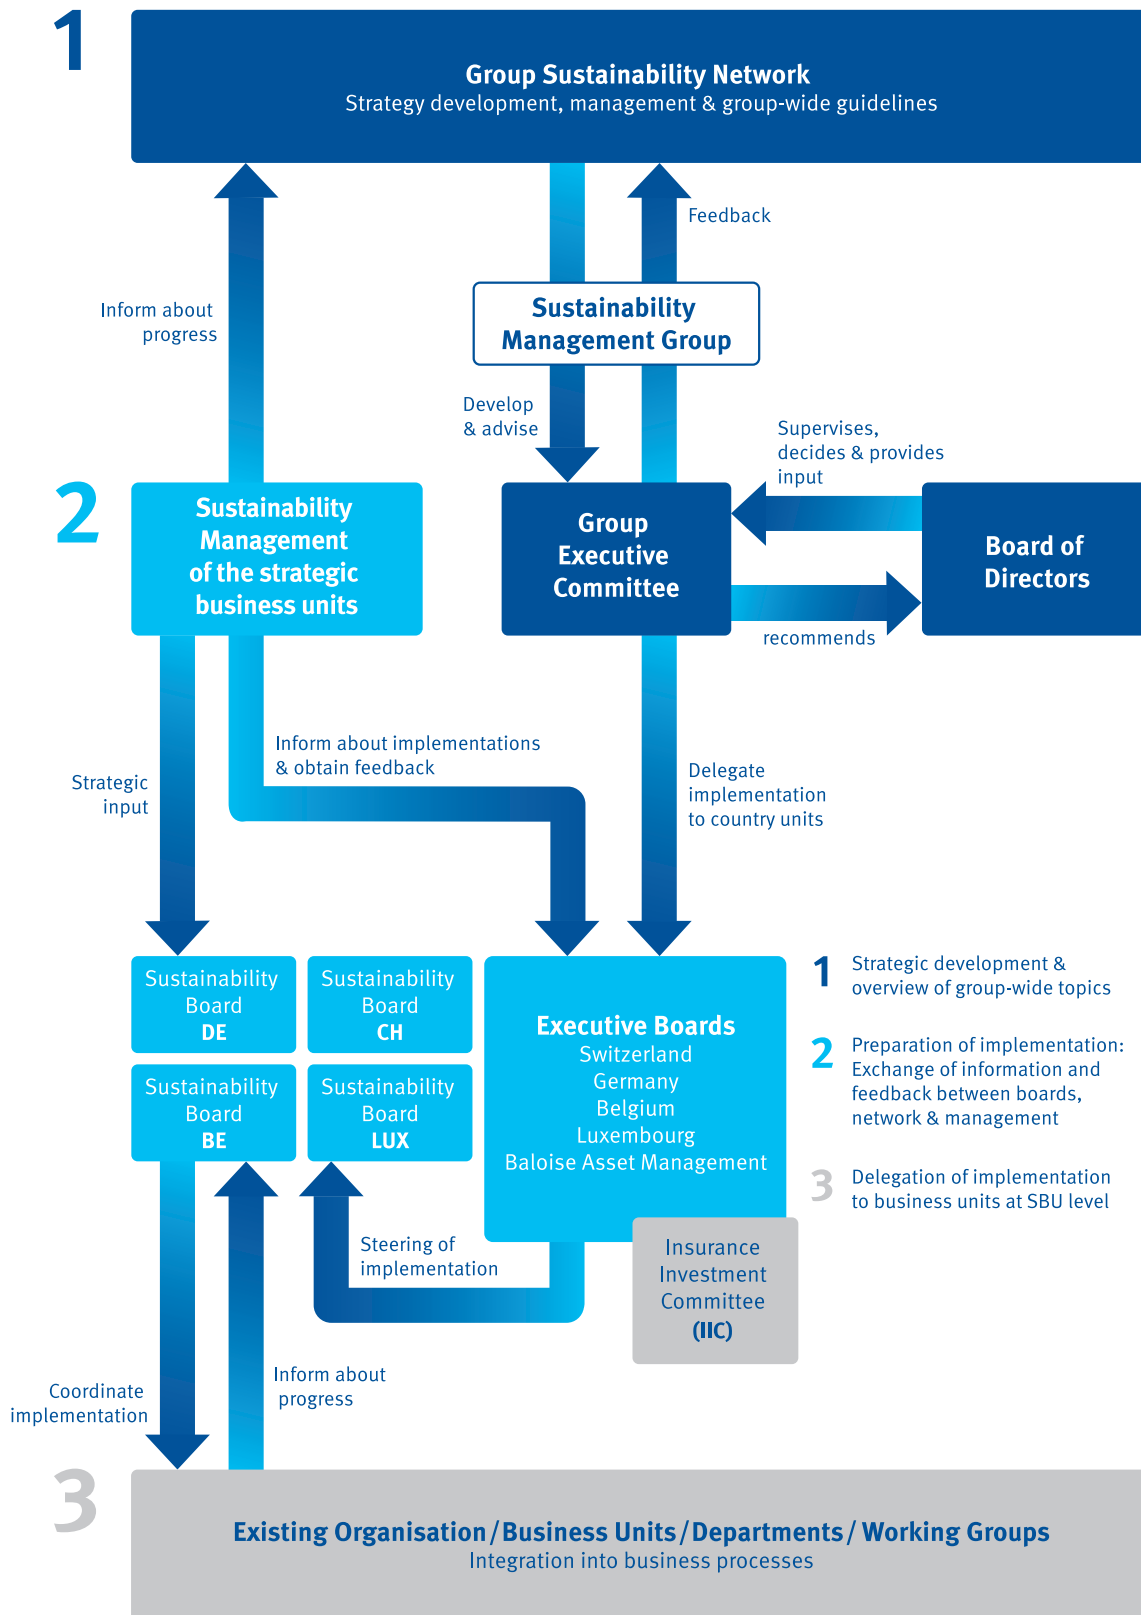 1
Group Sustainability Network
Strategy development, management & group-wide guidelines
Feedback
Inform about
progress
Sustainability
Management Group
Develop
& advise
Supervises,
decides & provides
input
2
Sustainability
Management
of the strategic
business units
Group
Executive
Committee
Board of
Directors
recommends
Strategic
input
Inform about implementations
& obtain feedback
Delegate
implementation
to country units
Sustainability
Board
DE
Sustainability
Board
CH
Sustainability
Board
BE
Sustainability
Board
LUX
Executive Boards
Switzerland
Germany
Belgium
Luxembourg
Baloise Asset Management
1 Strategic development &
overview of group-wide topics
2 Preparation of implementation:
Exchange of information and
feedback between boards,
network & management
3 Delegation of implementation
to business units at SBU level
Steering of
implementation
Insurance
Investment
Committee
(IIC)
Coordinate
implementation
Inform about
progress
3
Existing Organisation/Business Units/Departments/Working Groups
Integration into business processes